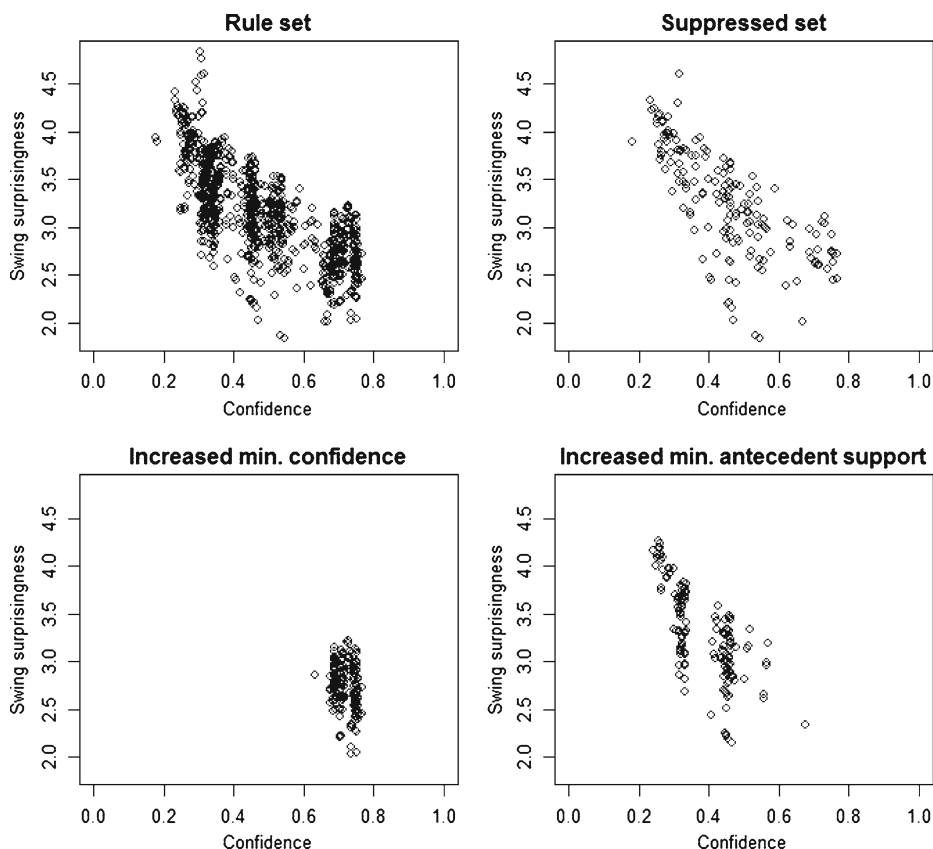 Rule set
Suppressed set
Swing surprisingness
4.5
4.0
3.5
3.0
2.5
2.0
0.0 0.2 0.4 0.6 0.8 1.0
Confidence
Swing surprisingness
4.5
4.0
3.5
3.0
2.5
2.0
0.0 0.2 0.4 0.6 0.8 1.0
Confidence
Increased min. confidence
Increased min. antecedent support
Swing surprisingness
4.5
4.0
3.5
3.0
2.5
2.0
0.0 0.2 0.4 0.6 0.8 1.0
Confidence
Swing surprisingness
4.5
4.0
3.5
3.0
2.5
2.0
0.0 0.2 0.4 0.6 0.8 1.0
Confidence